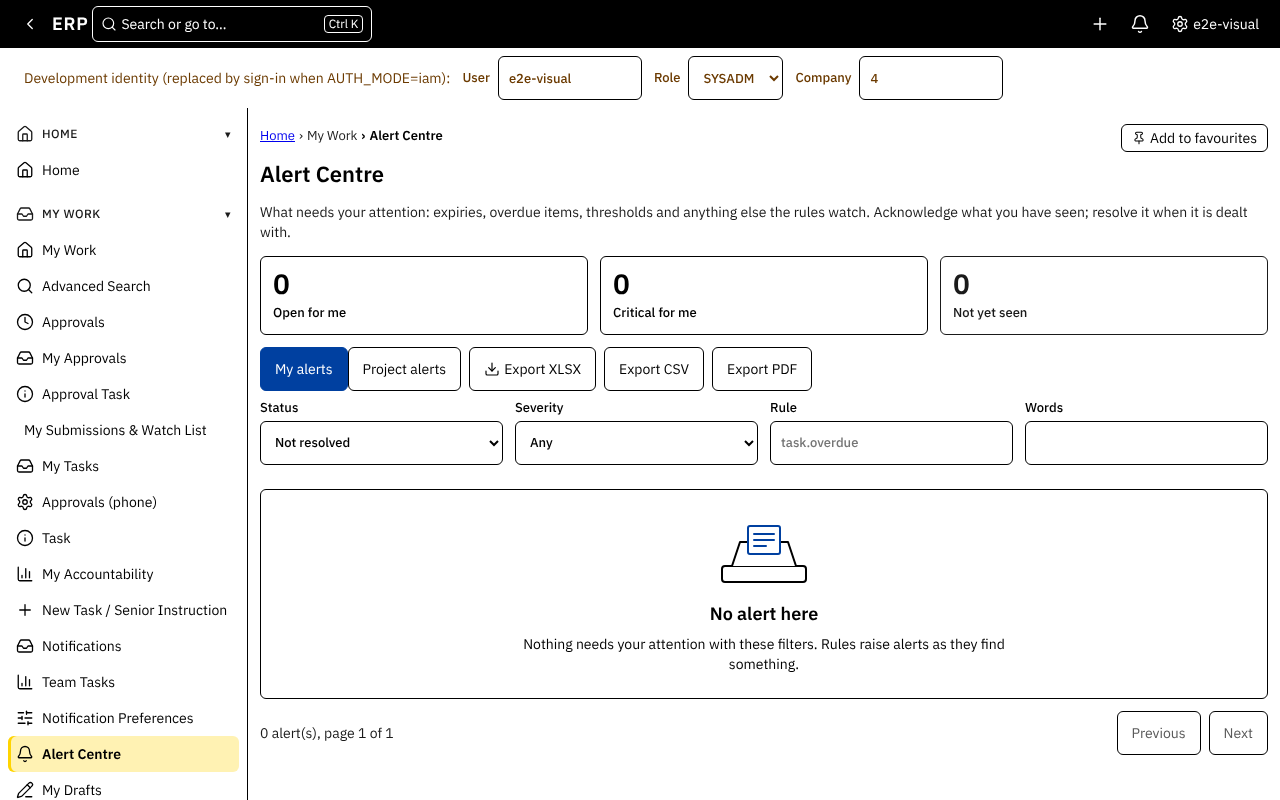 ERP
Search or go to...
Ctrl K
e2e-visual
Development identity (replaced by sign-in when AUTH_MODE=iam):
User
e2e-visual
Role
SYSADM
Company
4
HOME
Home
MY WORK
My Work
Advanced Search
Approvals
My Approvals
Approval Task
My Submissions & Watch List
My Tasks
Approvals (phone)
Task
My Accountability
New Task / Senior Instruction
Notifications
Team Tasks
Notification Preferences
Alert Centre
My Drafts
Home › My Work › Alert Centre
Add to favourites
Alert Centre
What needs your attention: expiries, overdue items, thresholds and anything else the rules watch. Acknowledge what you have seen; resolve it when it is dealt
with.
0
Open for me
0
Critical for me
0
Not yet seen
My alerts
Project alerts
Export XLSX
Export CSV
Export PDF
Status
Not resolved
Severity
Any
Rule
task.overdue
Words
No alert here
Nothing needs your attention with these filters. Rules raise alerts as they find
something.
0 alert(s), page 1 of 1
Previous
Next